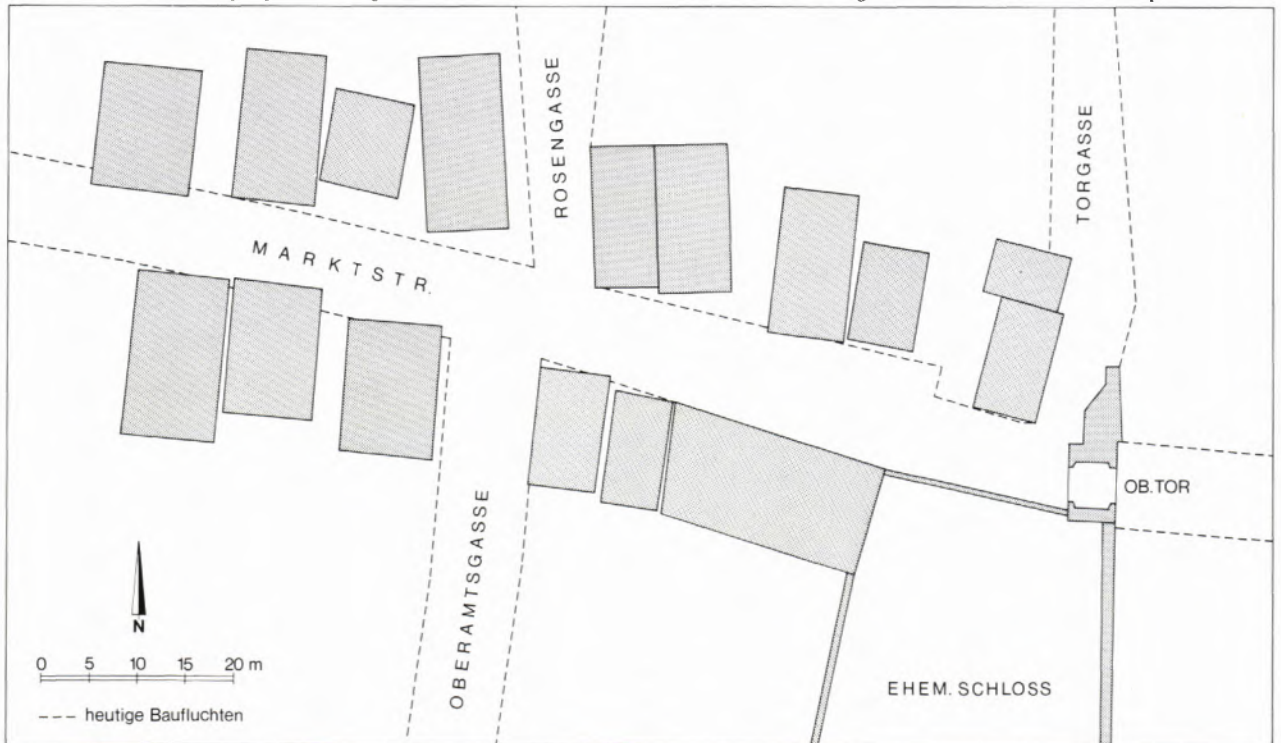 ROSENGASSE
TORGASSE
MARKTSTR.
OB. TOR
OBERAMTSGASSE
N
0 5 10 15 20 m
EHEM. SCHLOSS
heutige Baufluchten